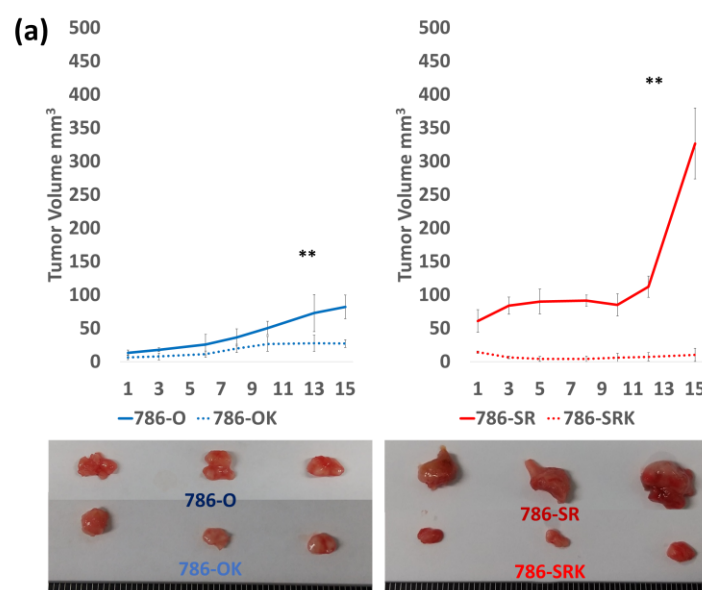 (a)
Tumor Volume mm³
500
450
400
350
300
250
200
150
100
50
0
**
1 3 5 7 9 11 13 15
786-O 786-OK
Tumor Volume mm³
500
450
400
350
300
250
200
150
100
50
0
**
1 3 5 7 9 11 13 15
786-SR 786-SRK
786-O
786-OK
786-SR
786-SRK